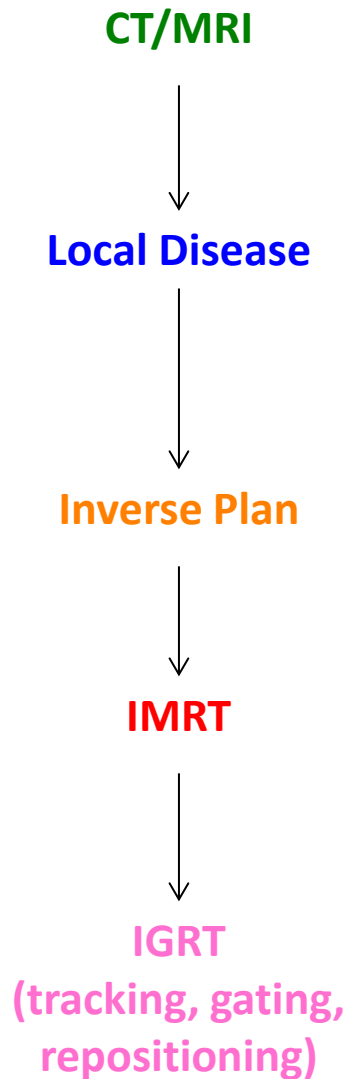 CT/MRI
Local Disease
Inverse Plan
IMRT
IGRT
(tracking, gating,
repositioning)